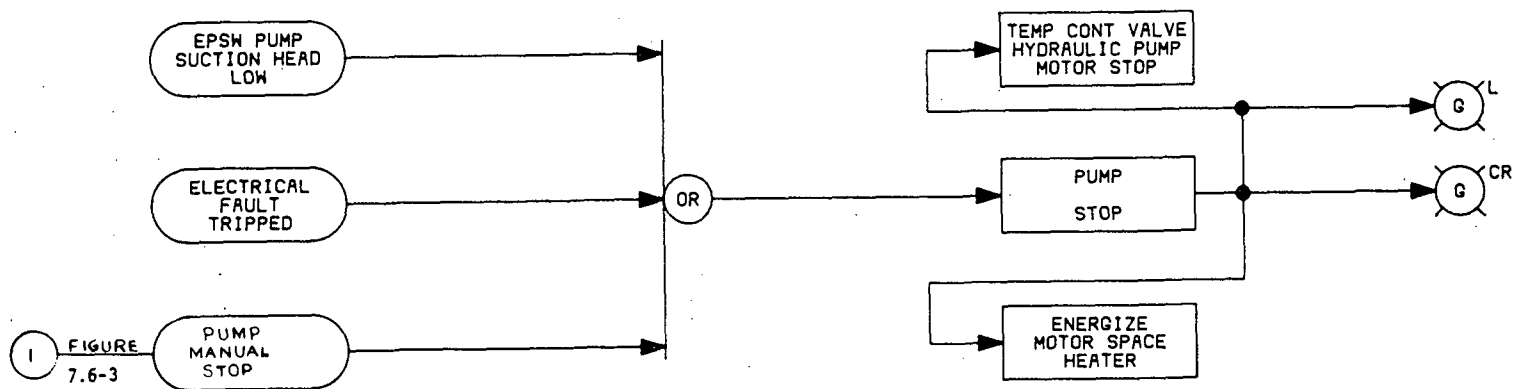 EPSW PUMP
SUCTION HEAD
LOW
ELECTRICAL
FAULT
TRIPPED
I
FIGURE
7.6-3
PUMP
MANUAL
STOP
OR
TEMP CONT VALVE
HYDRAULIC PUMP
MOTOR STOP
PUMP
STOP
ENERGIZE
MOTOR SPACE
HEATER
G
L
G
CR